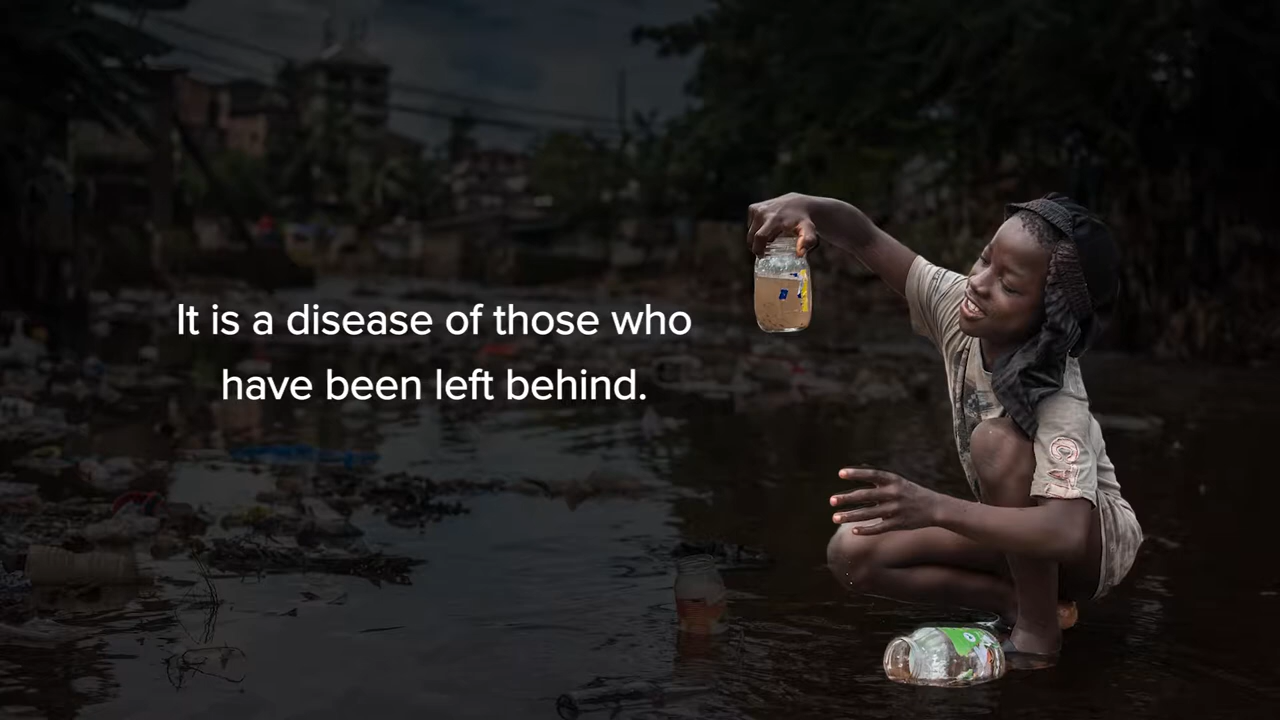 It is a disease of those who
have been left behind.